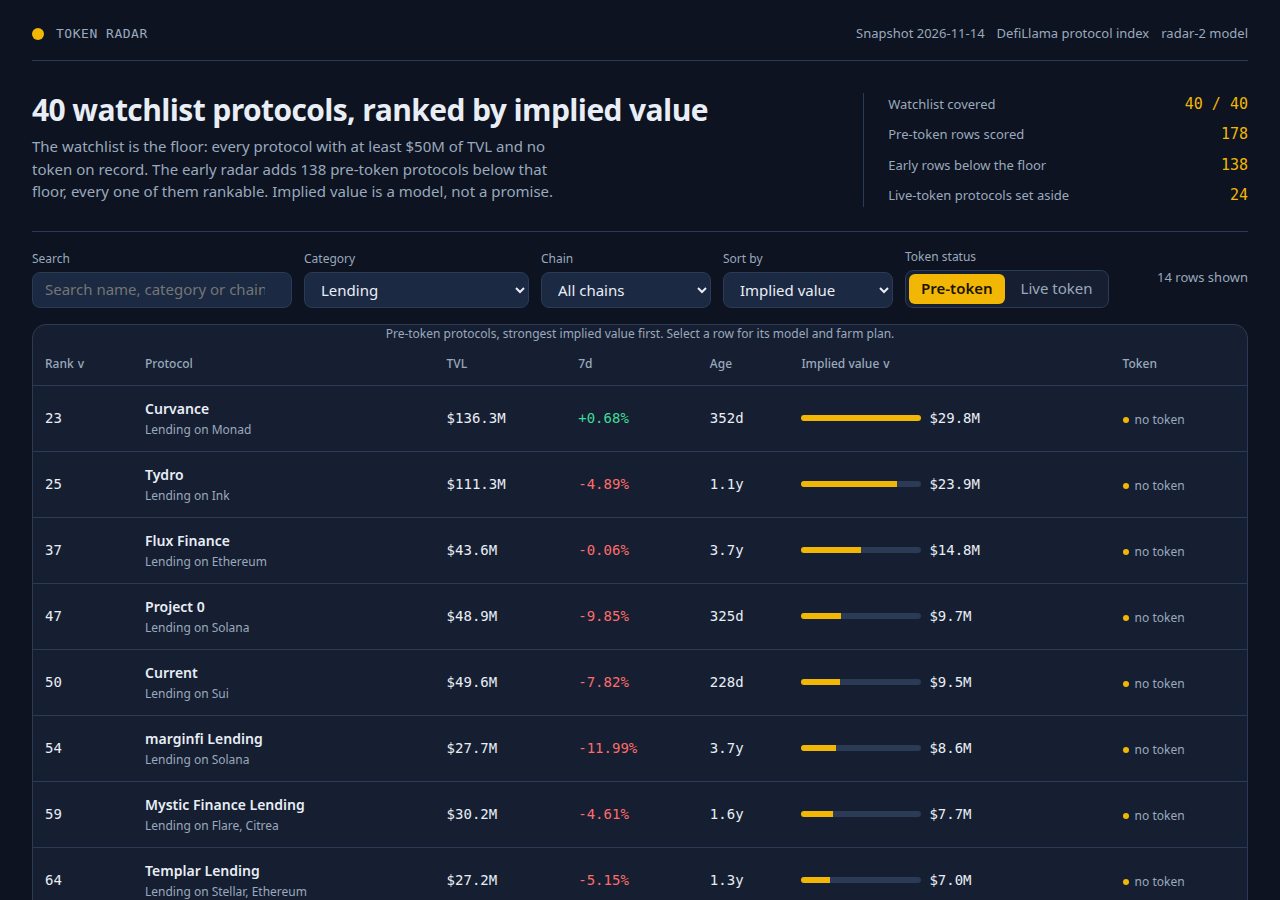 TOKEN RADAR
Snapshot 2026-11-14 DefiLlama protocol index radar-2 model
40 watchlist protocols, ranked by implied value
The watchlist is the floor: every protocol with at least $50M of TVL and no
token on record. The early radar adds 138 pre-token protocols below that
floor, every one of them rankable. Implied value is a model, not a promise.
Watchlist covered 40 / 40
Pre-token rows scored 178
Early rows below the floor 138
Live-token protocols set aside 24
Search Category Chain Sort by Token status
Search name, category or chain Lending All chains Implied value Pre-token Live token 14 rows shown
Pre-token protocols, strongest implied value first. Select a row for its model and farm plan.
Rank v Protocol TVL 7d Age Implied value v Token
23 Curvance $136.3M +0.68% 352d $29.8M no token
Lending on Monad
25 Tydro $111.3M -4.89% 1.1y $23.9M no token
Lending on Ink
37 Flux Finance $43.6M -0.06% 3.7y $14.8M no token
Lending on Ethereum
47 Project 0 $48.9M -9.85% 325d $9.7M no token
Lending on Solana
50 Current $49.6M -7.82% 228d $9.5M no token
Lending on Sui
54 marginfi Lending $27.7M -11.99% 3.7y $8.6M no token
Lending on Solana
59 Mystic Finance Lending $30.2M -4.61% 1.6y $7.7M no token
Lending on Flare, Citrea
64 Templar Lending $27.2M -5.15% 1.3y $7.0M no token
Lending on Stellar, Ethereum